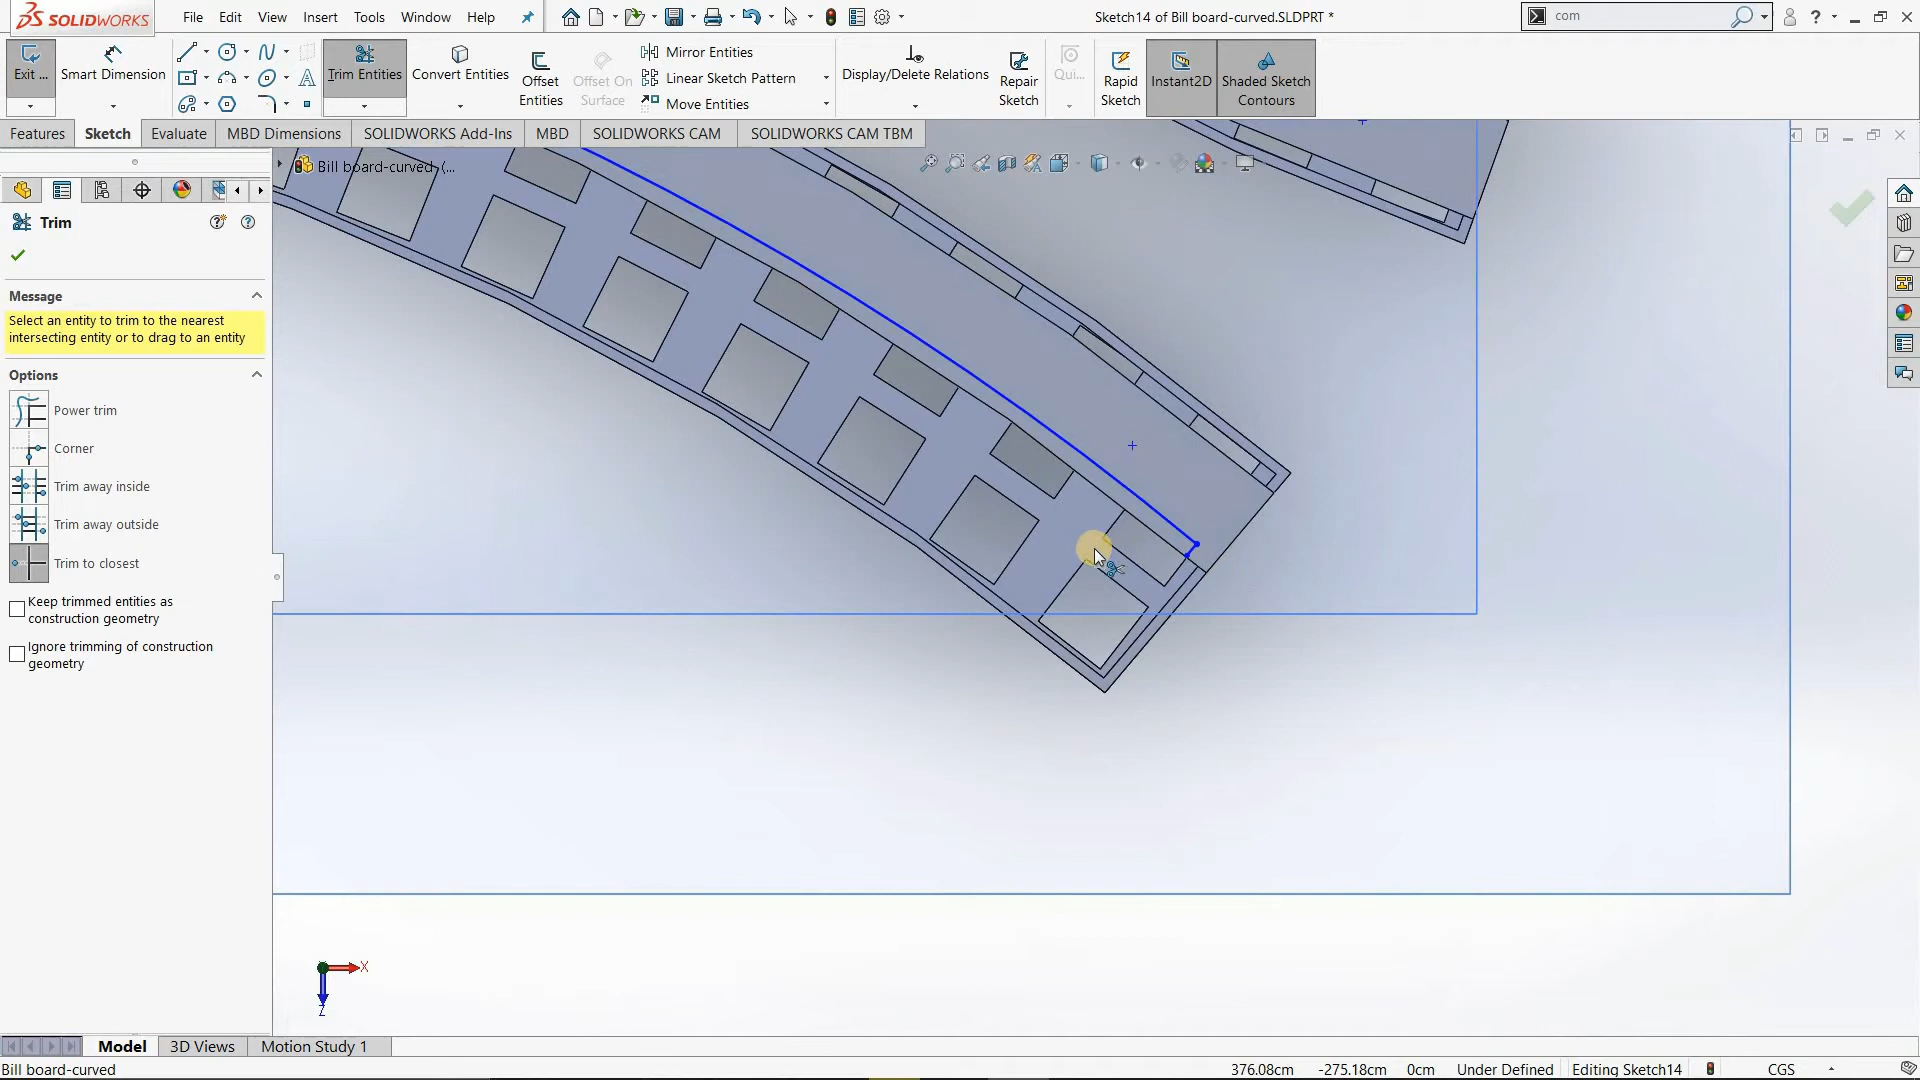 SOLIDWORKS
File Edit View Insert Tools Window Help
Sketch14 of Bill board-curved.SLDPRT *
com
Exit ...
Smart Dimension
Trim Entities
Convert Entities
Offset Entities
Offset On Surface
Mirror Entities
Linear Sketch Pattern
Move Entities
Display/Delete Relations
Repair Sketch
Qui...
Rapid Sketch
Instant2D
Shaded Sketch Contours
Features Sketch Evaluate MBD Dimensions SOLIDWORKS Add-Ins MBD SOLIDWORKS CAM SOLIDWORKS CAM TBM
Bill board-curved (...
Trim
Message
Select an entity to trim to the nearest
intersecting entity or to drag to an entity
Options
Power trim
Corner
Trim away inside
Trim away outside
Trim to closest
Keep trimmed entities as
construction geometry
Ignore trimming of construction
geometry
X
Z
Model 3D Views Motion Study 1
Bill board-curved 376.08cm -275.18cm 0cm Under Defined Editing Sketch14 CGS